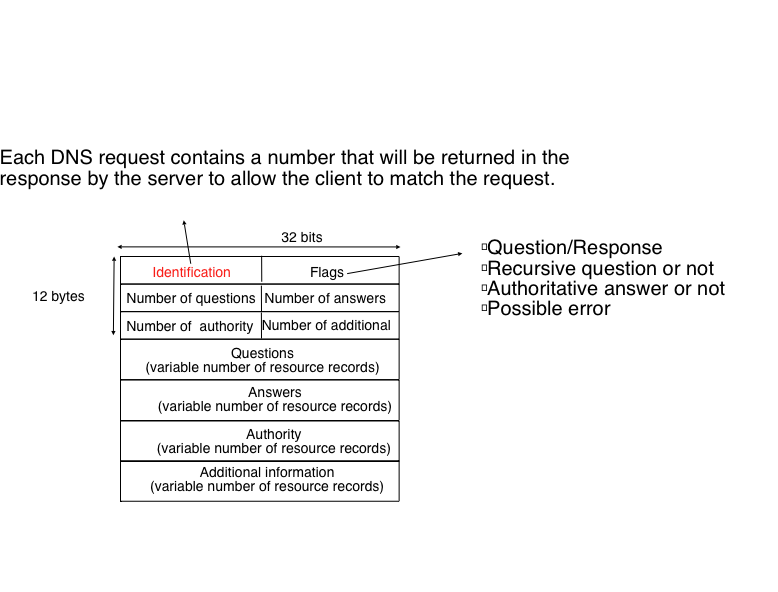 Each DNS request contains a number that will be returned in the
response by the server to allow the client to match the request.
32 bits
Identification
Flags
12 bytes
Number of questions
Number of answers
Number of  authority
Number of additional
Questions
(variable number of resource records)
Answers
(variable number of resource records)
Authority
(variable number of resource records)
Additional information
(variable number of resource records)
▯Question/Response
▯Recursive question or not
▯Authoritative answer or not
▯Possible error